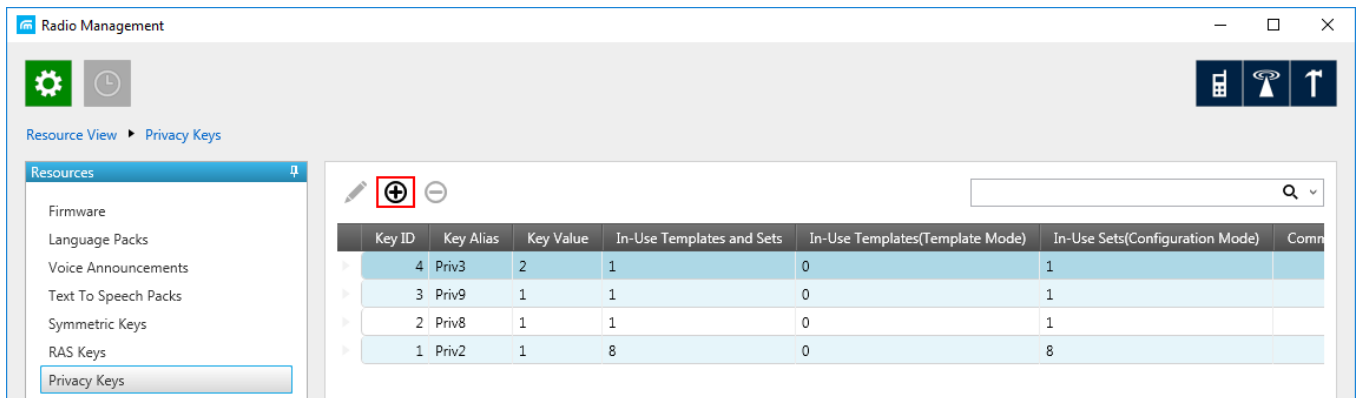 Radio Management
Resource View Privacy Keys
Resources
Firmware
Language Packs
Voice Announcements
Text To Speech Packs
Symmetric Keys
RAS Keys
Privacy Keys
Key ID Key Alias Key Value In-Use Templates and Sets In-Use Templates(Template Mode) In-Use Sets(Configuration Mode) Comm
4 Priv3 2 1 0 1
3 Priv9 1 1 0 1
2 Priv8 1 1 0 1
1 Priv2 1 8 0 8